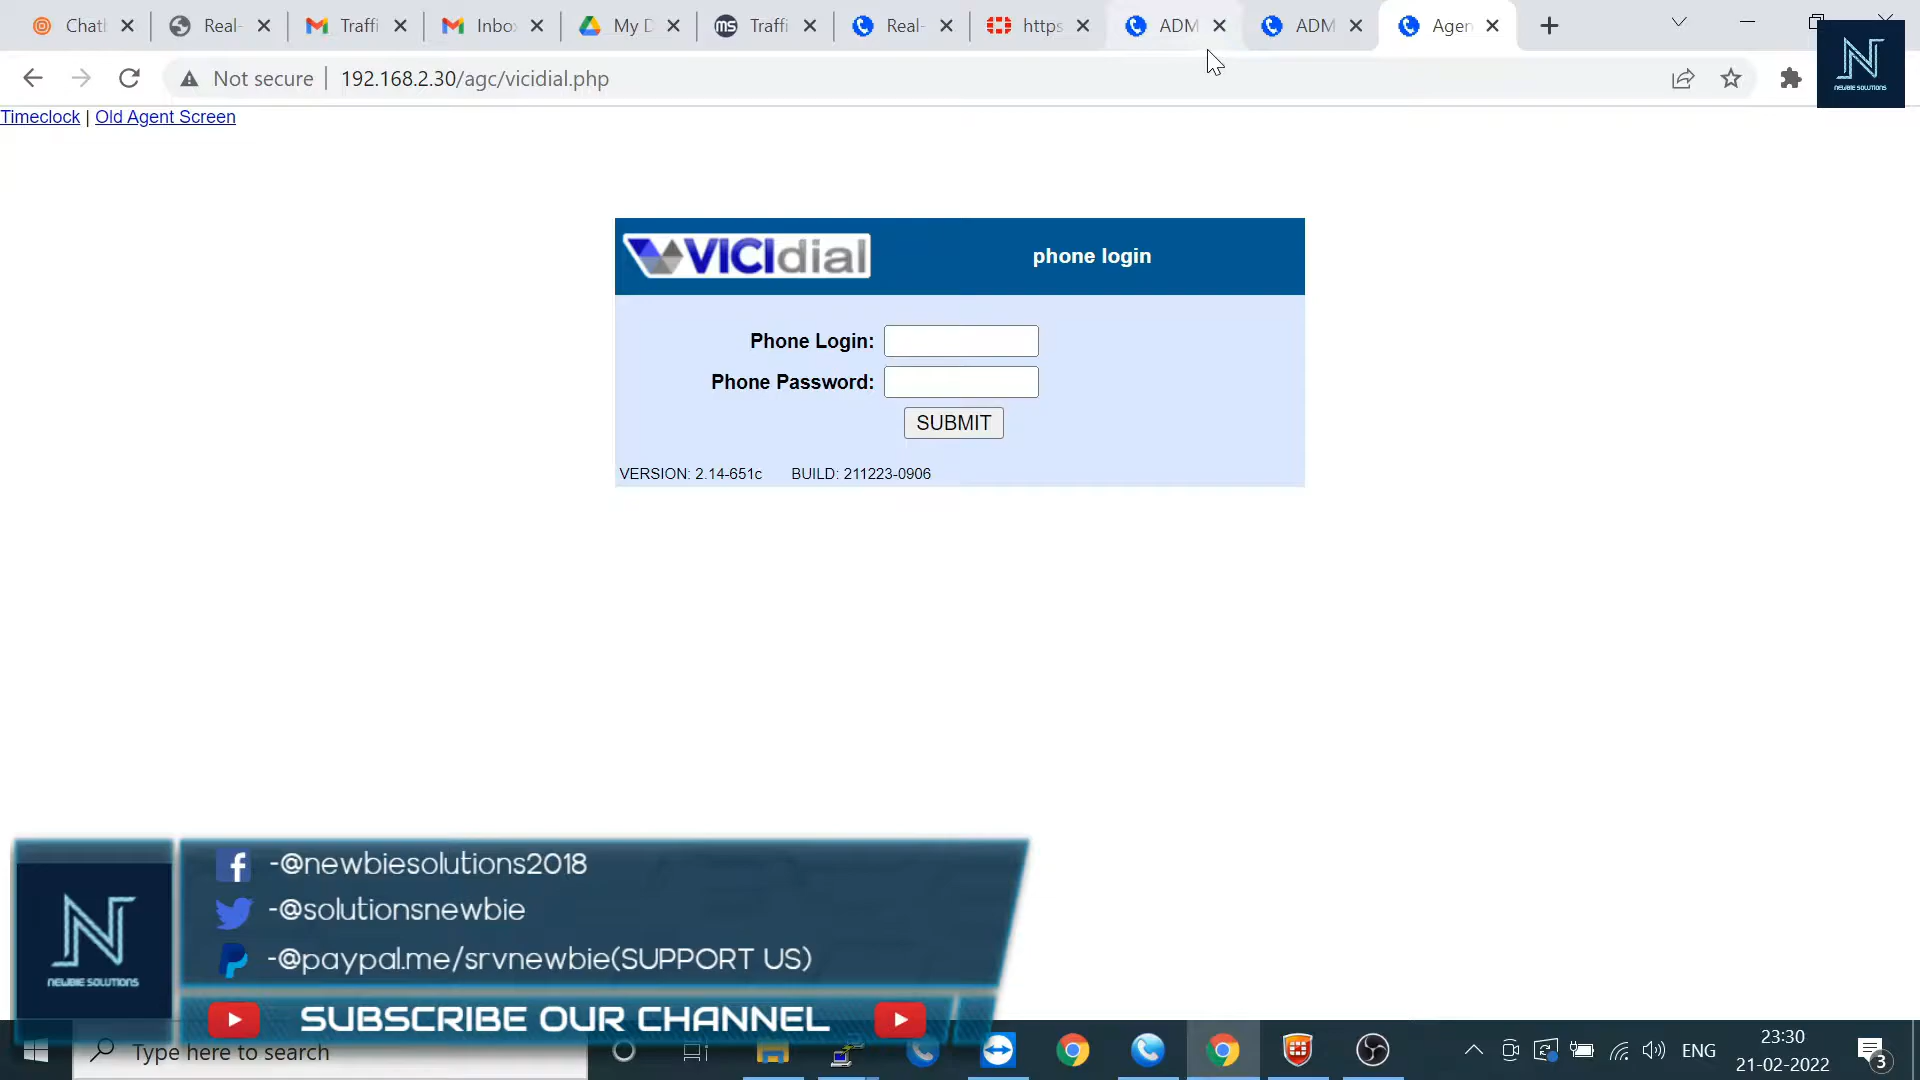 Chatl
Real-
Traffi
Inbo
My D
Traffi
Real-
https
ADM
ADM
Agen
Not secure
192.168.2.30/agc/vicidial.php
NEWBIE SOLUTIONS
Timeclock | Old Agent Screen
VICIdial
phone login
Phone Login:
Phone Password:
SUBMIT
VERSION: 2.14-651c BUILD: 211223-0906
-@newbiesolutions2018
-@solutionsnewbie
-@paypal.me/srvnewbie(SUPPORT US)
NEWBIE SOLUTIONS
SUBSCRIBE OUR CHANNEL
Type here to search
ENG
23:30
21-02-2022
3